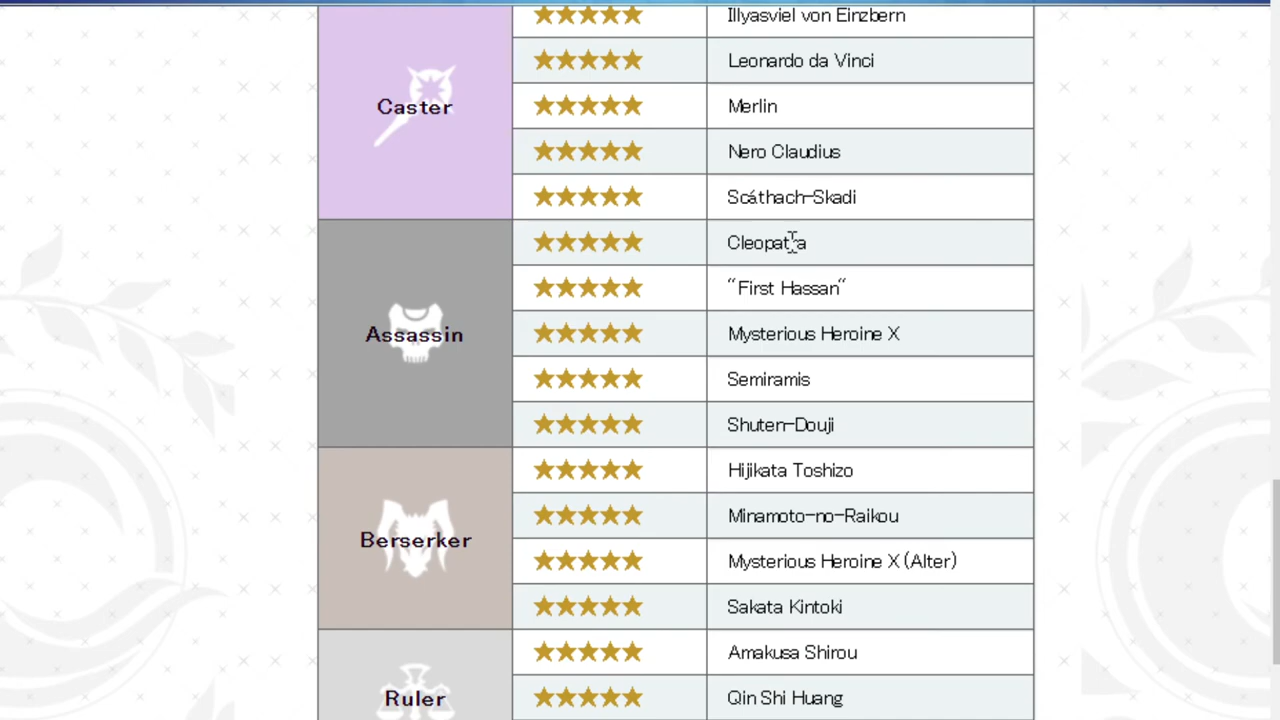 Illyasviel von Einzbern
Leonardo da Vinci
Caster
Merlin
Nero Claudius
Scáthach-Skadi
Cleopatra
“First Hassan“
Assassin
Mysterious Heroine X
Semiramis
Shuten-Douji
Hijikata Toshizo
Minamoto-no-Raikou
Berserker
Mysterious Heroine X (Alter)
Sakata Kintoki
Amakusa Shirou
Ruler
Qin Shi Huang